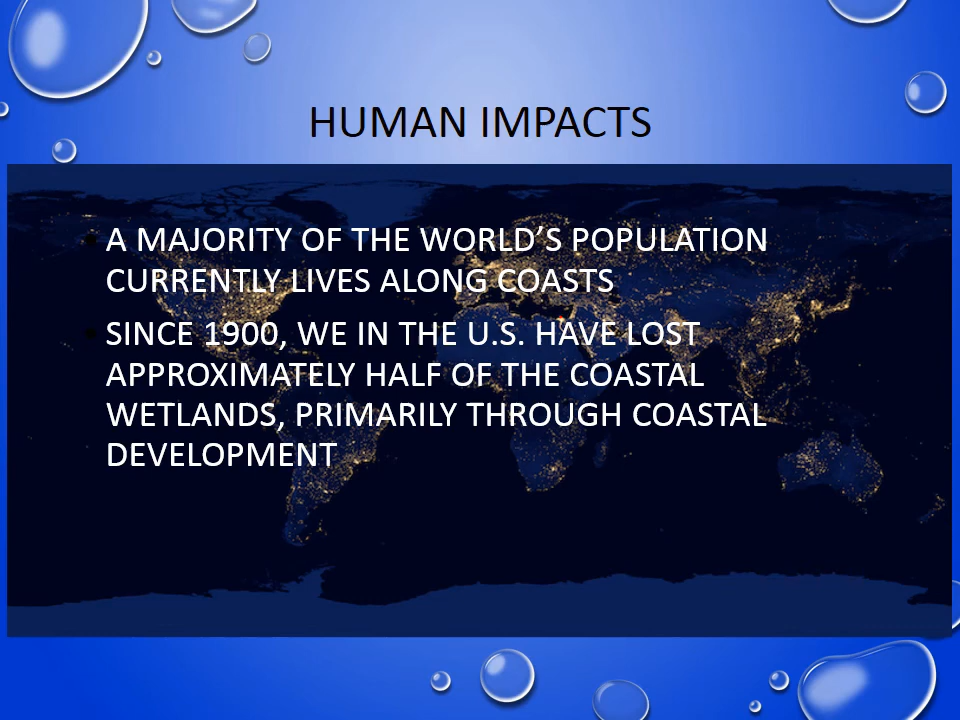 HUMAN IMPACTS
• A MAJORITY OF THE WORLD'S POPULATION
CURRENTLY LIVES ALONG COASTS
• SINCE 1900, WE IN THE U.S. HAVE LOST
APPROXIMATELY HALF OF THE COASTAL
WETLANDS, PRIMARILY THROUGH COASTAL
DEVELOPMENT